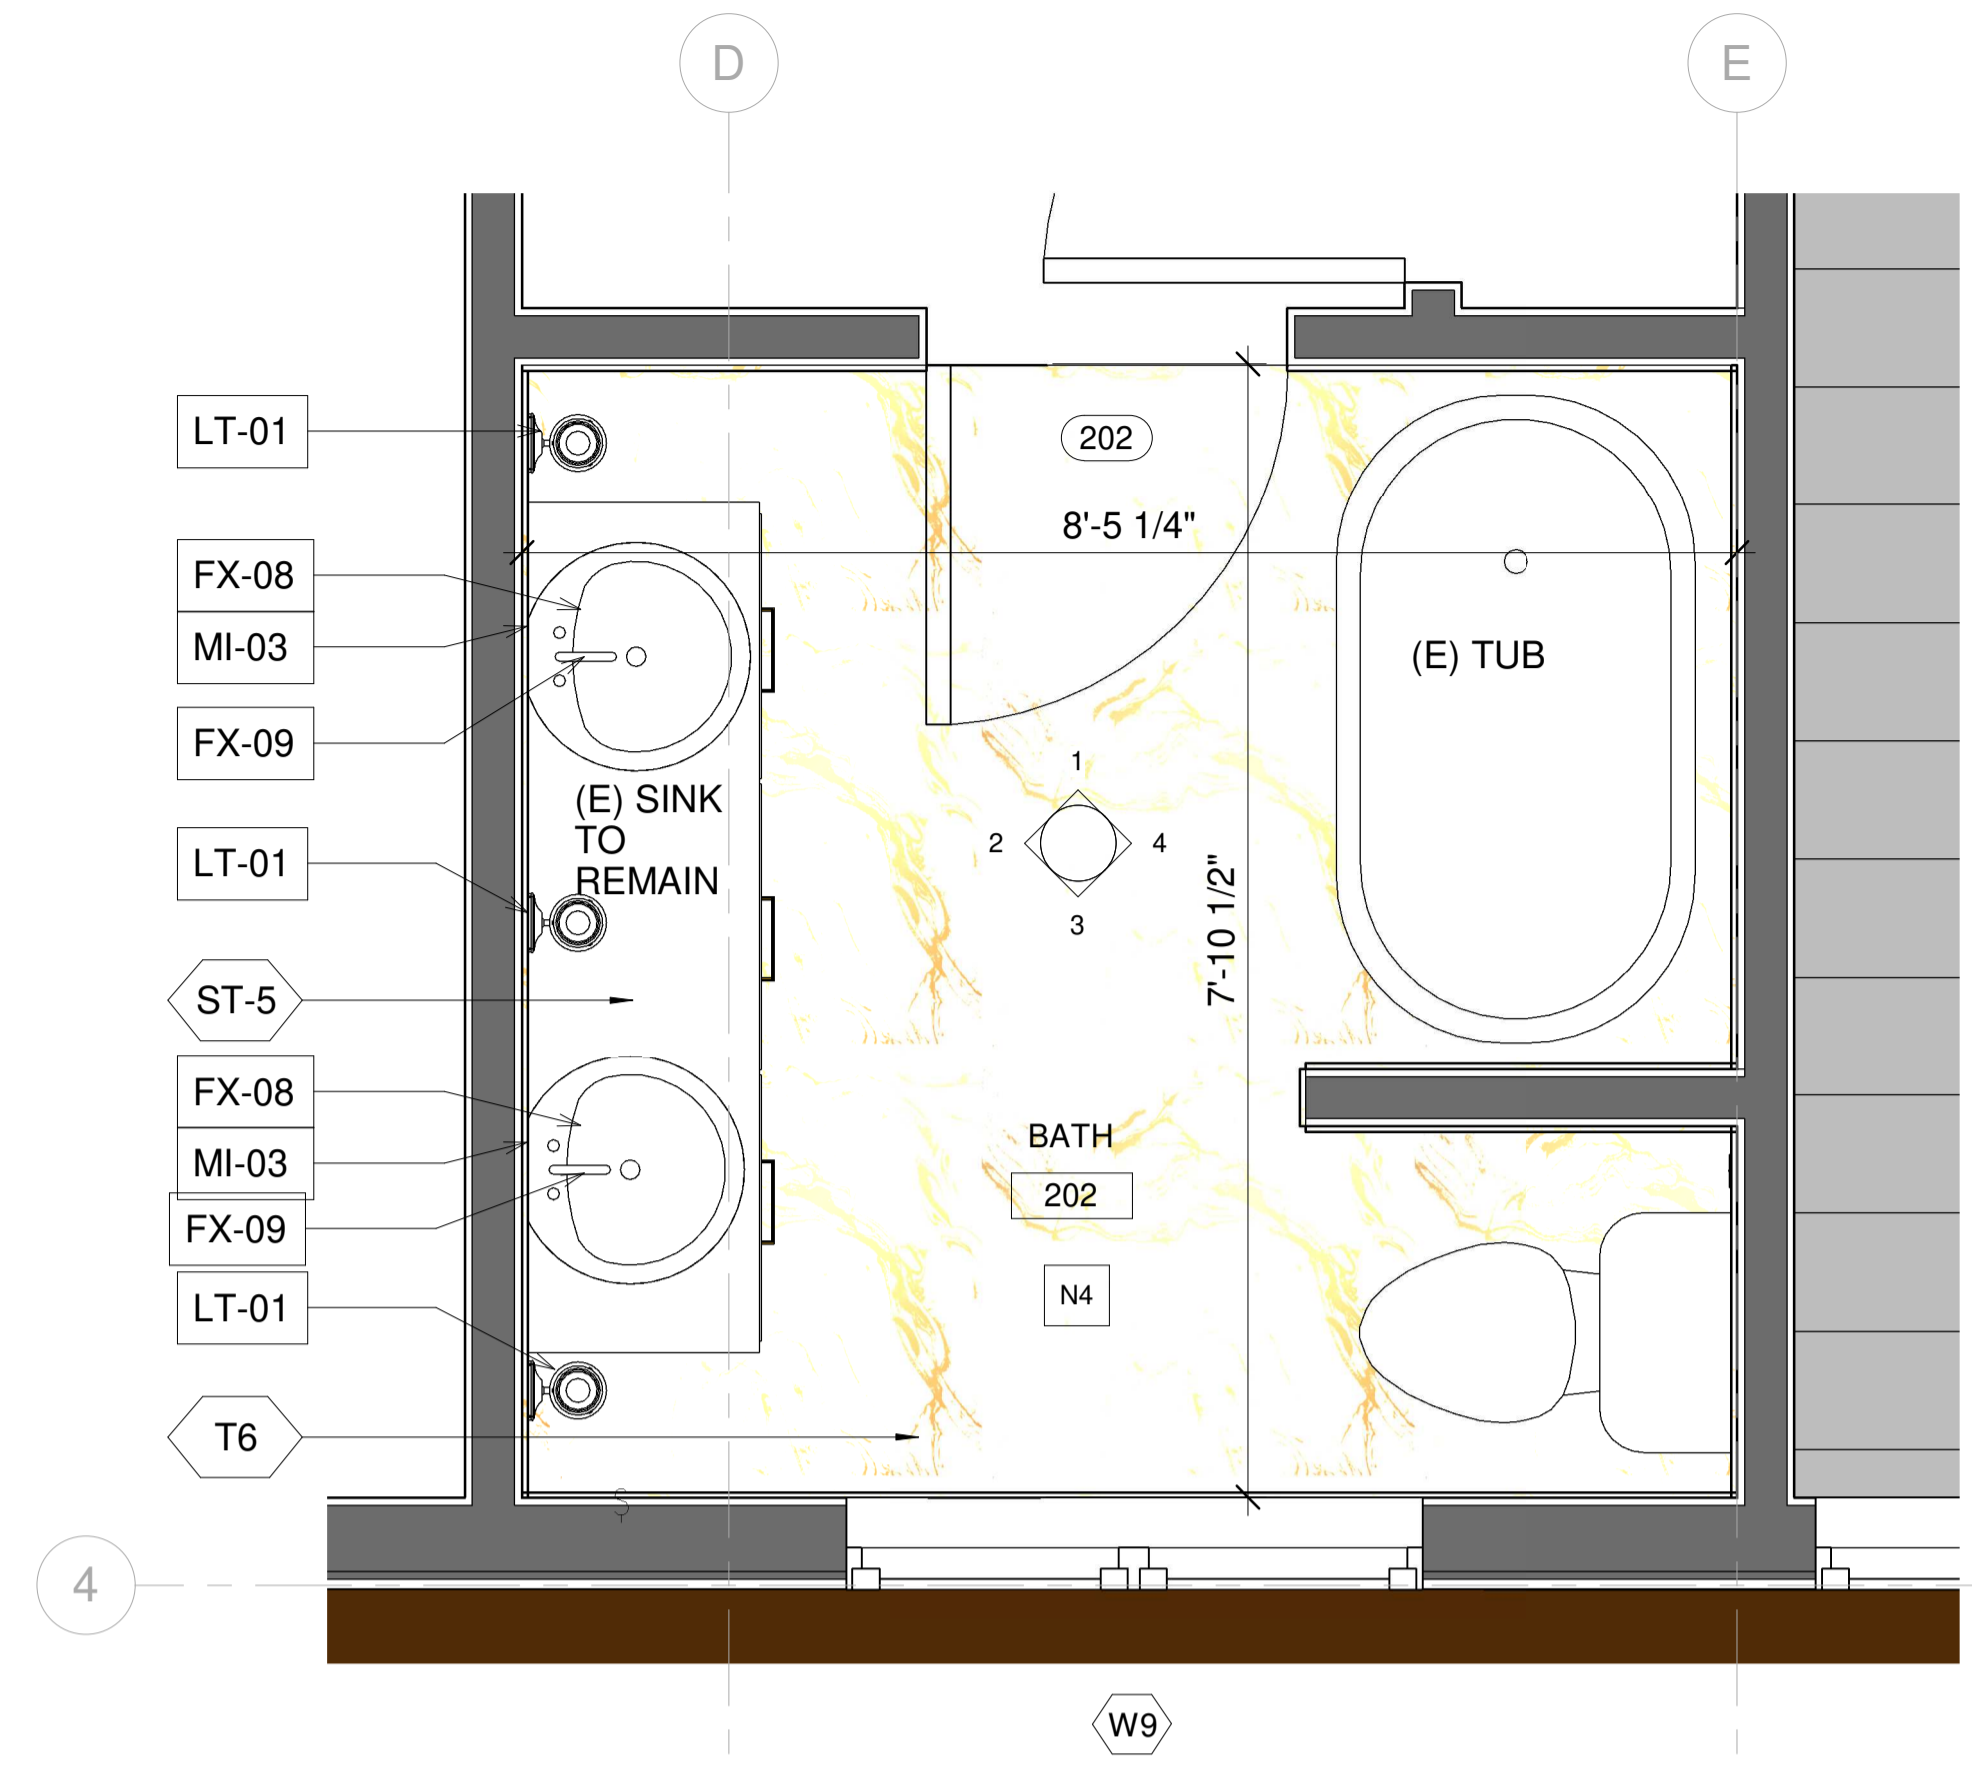 D
E
LT-01
202
8'-5 1/4"
FX-08
MI-03
(E) TUB
FX-09
1
(E) SINK
TO
REMAIN
2
4
3
LT-01
7'-10 1/2"
ST-5
FX-08
BATH
MI-03
202
FX-09
N4
LT-01
T6
$
4
W9